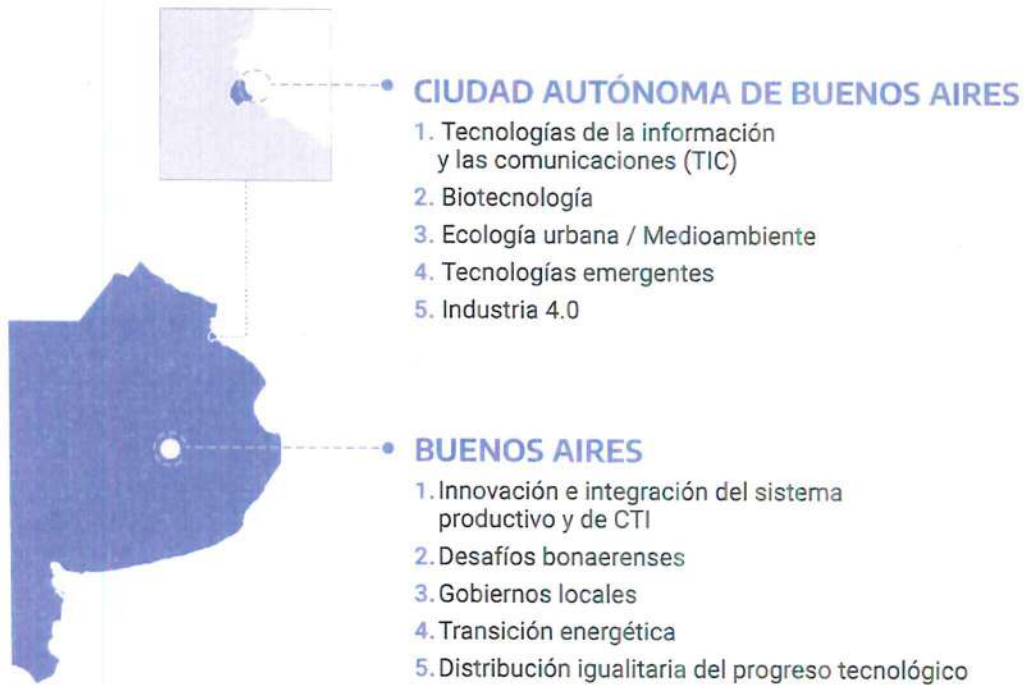 CIUDAD AUTÓNOMA DE BUENOS AIRES
1. Tecnologías de la información
y las comunicaciones (TIC)
2. Biotecnología
3. Ecología urbana / Medioambiente
4. Tecnologías emergentes
5. Industria 4.0
BUENOS AIRES
1. Innovación e integración del sistema
productivo y de CTI
2. Desafíos bonaerenses
3. Gobiernos locales
4. Transición energética
5. Distribución igualitaria del progreso tecnológico